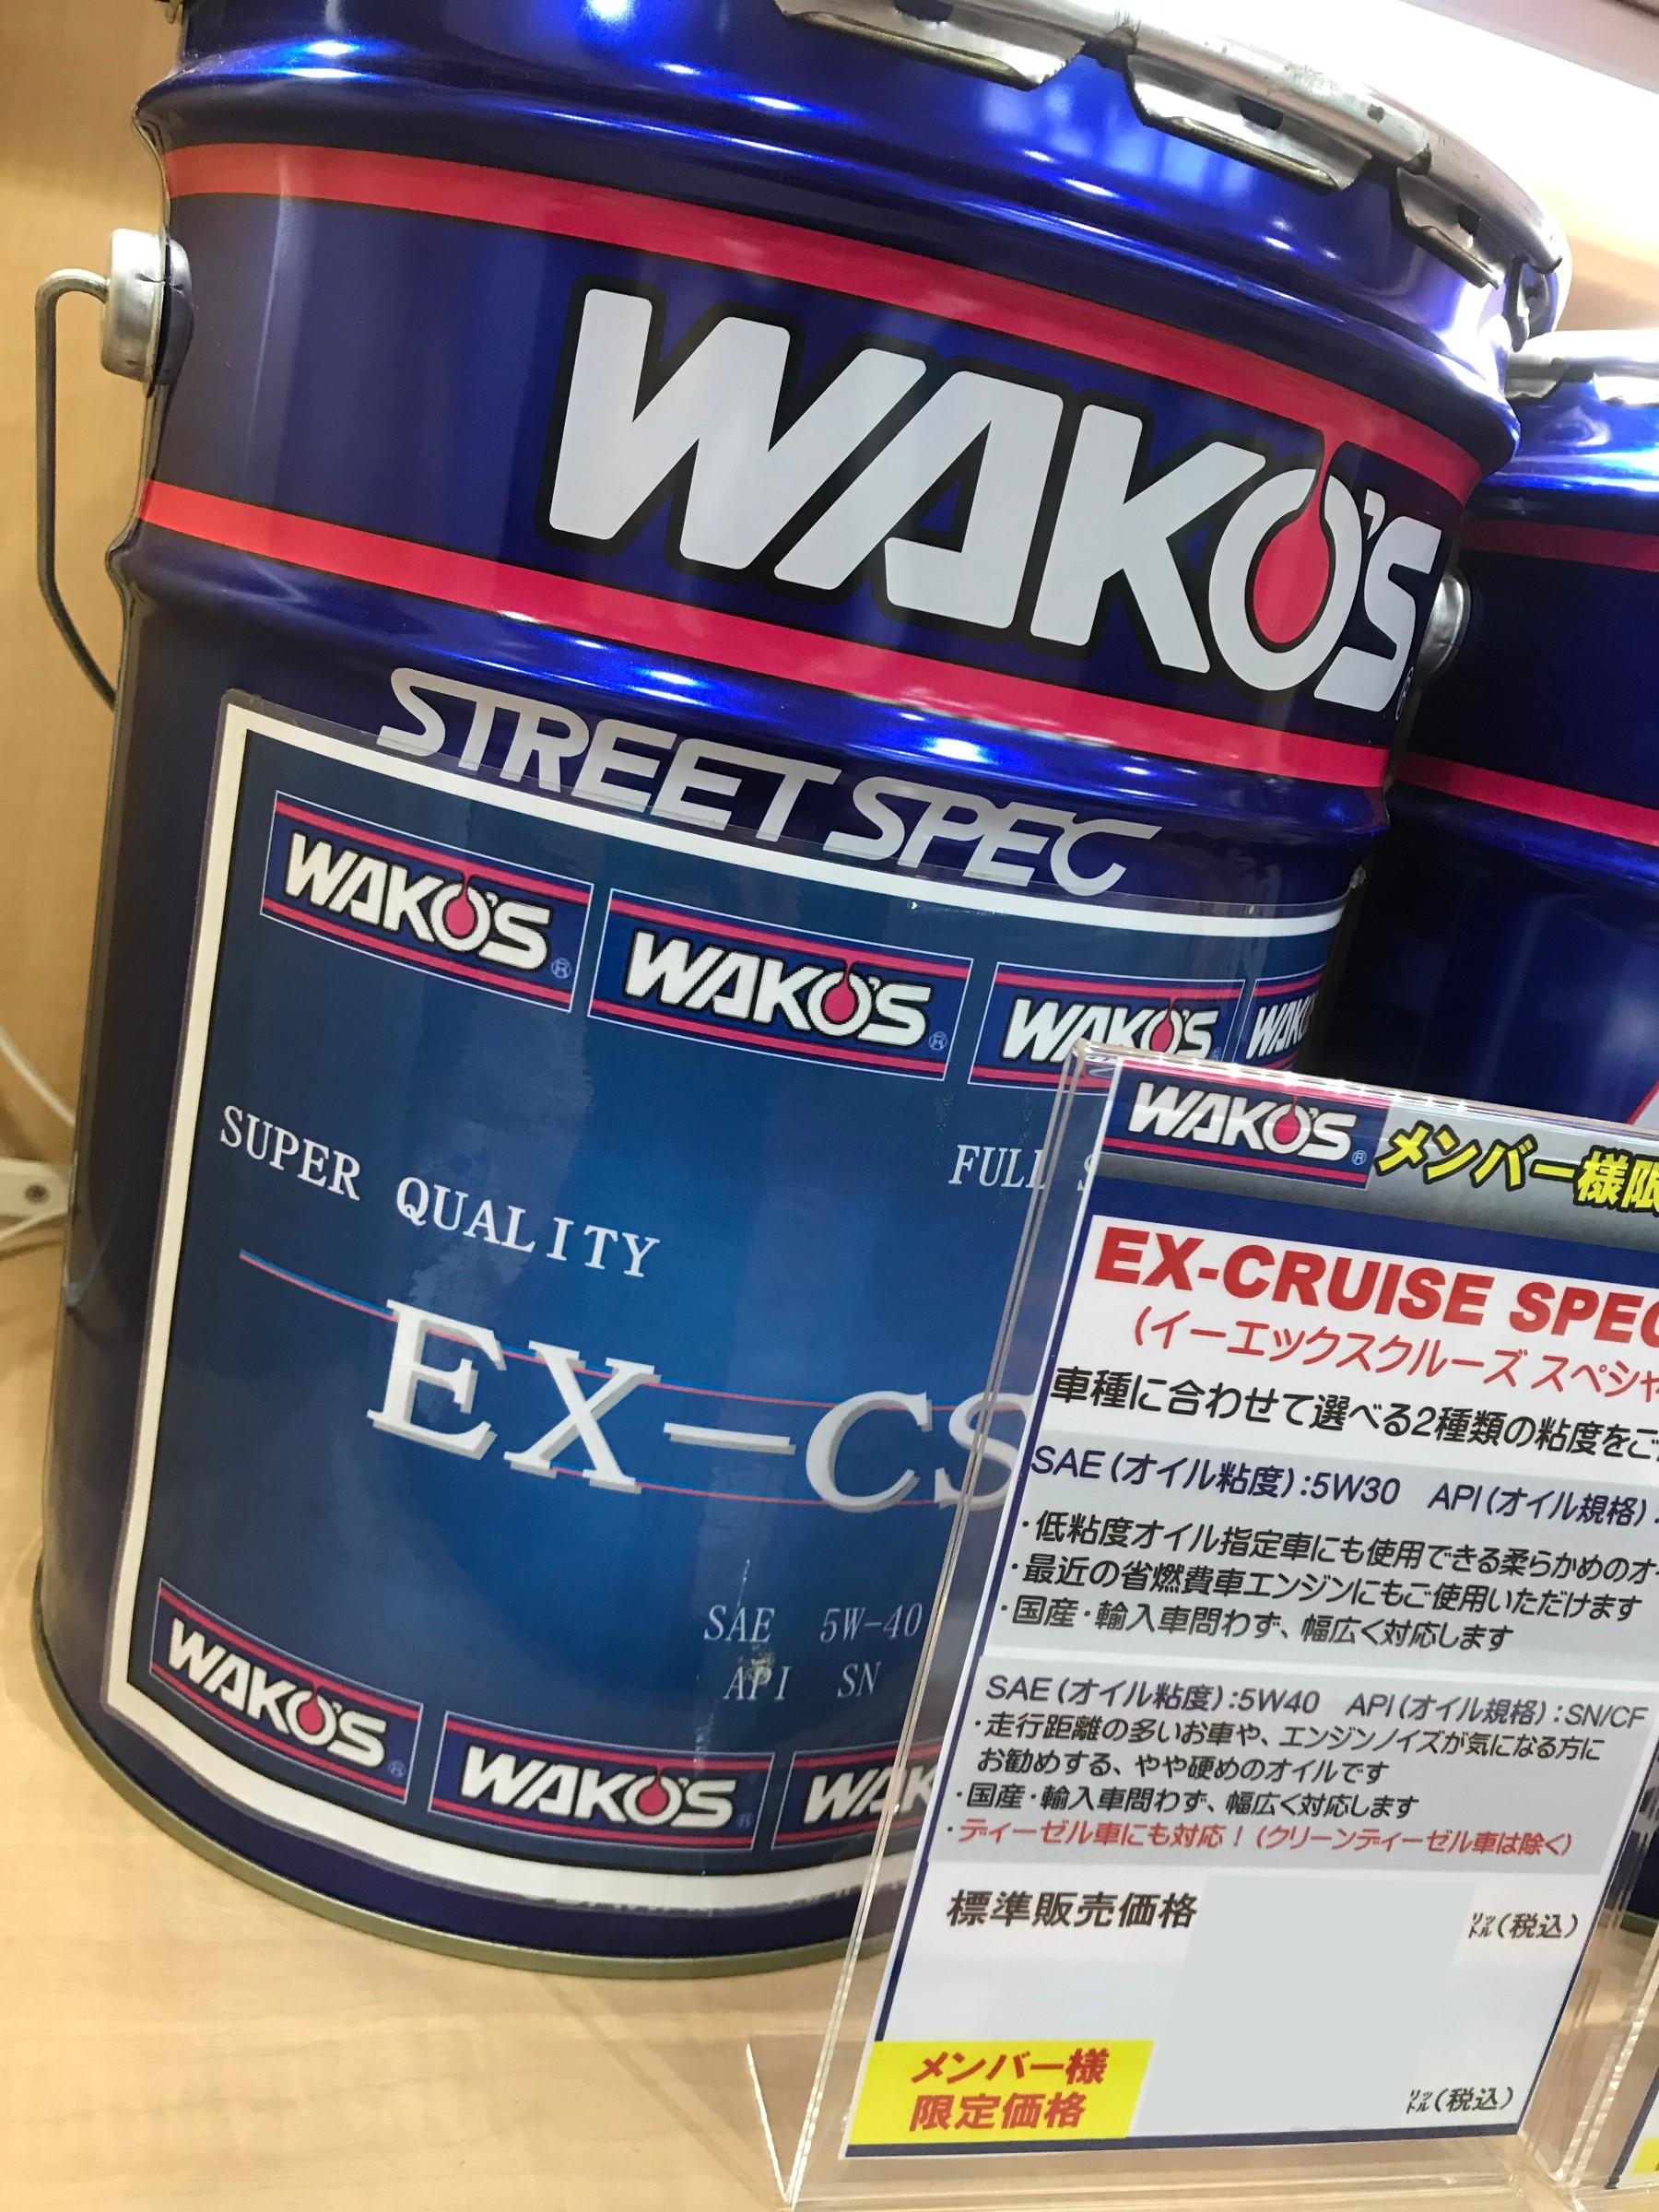 WAKO'S
STREET SPEC
WAKO'S® WAKO'S® WAKO'S WAKO
SUPER QUALITY
FULL S
EX-CS
SAE 5W-40
API SN
WAKO'S® WAKO'S WAK
WAKO'S® メンバー様限
EX-CRUISE SPEC
(イーエックスクルーズ スペシャ
車種に合わせて選べる2種類の粘度をご
SAE(オイル粘度):5W30 API(オイル規格):
・低粘度オイル指定車にも使用できる柔らかめのオ
・最近の省燃費車エンジンにもご使用いただけます
・国産・輸入車問わず、幅広く対応します
SAE(オイル粘度):5W40 API(オイル規格):SN/CF
・走行距離の多いお車や、エンジンノイズが気になる方に
お勧めする、やや硬めのオイルです
・国産・輸入車問わず、幅広く対応します
・ディーゼル車にも対応!(クリーンディーゼル車は除く)
標準販売価格 リットル(税込)
メンバー様
限定価格 リットル(税込)